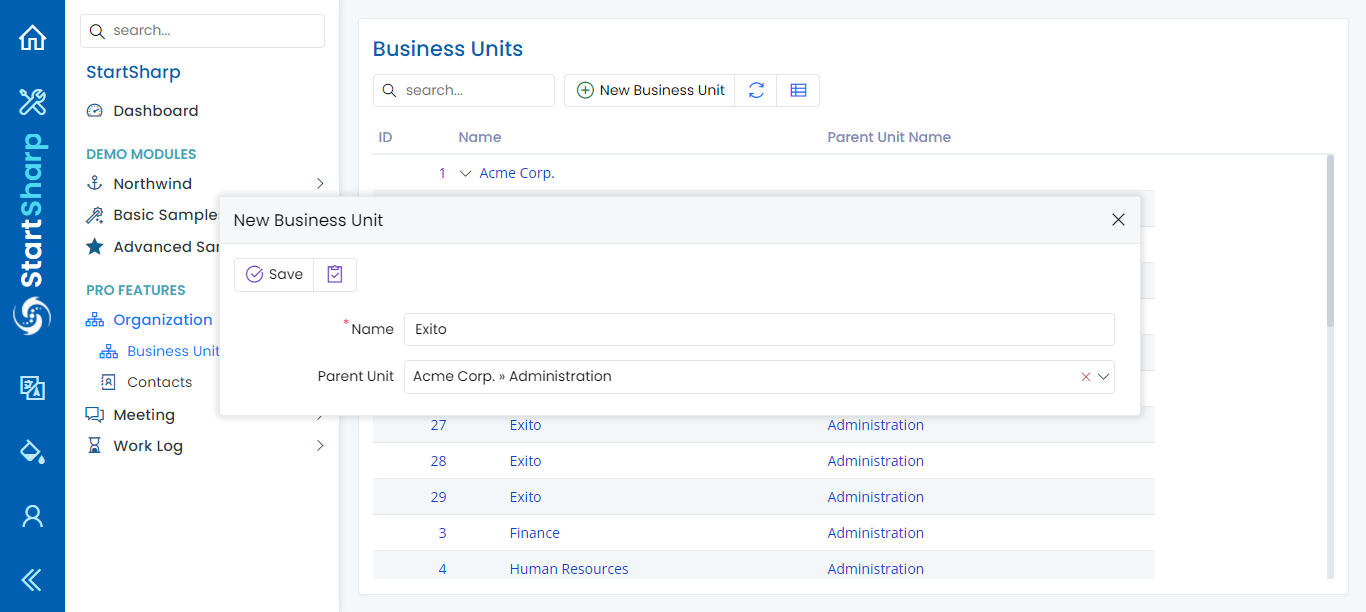 StartSharp
search...
StartSharp
Dashboard
DEMO MODULES
Northwind
Basic Sample
Advanced Sar
PRO FEATURES
Organization
Business Unit
Contacts
Meeting
Work Log
Business Units
search...
New Business Unit
ID Name Parent Unit Name
1 Acme Corp.
New Business Unit
Save
* Name Exito
Parent Unit Acme Corp. » Administration
27 Exito Administration
28 Exito Administration
29 Exito Administration
3 Finance Administration
4 Human Resources Administration